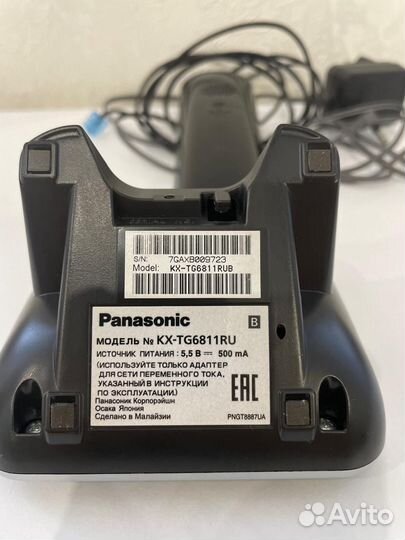 S/N: 7GAXB009723
Model: KX-TG6811RUB
Panasonic B
МОДЕЛЬ № KX-TG6811RU
ИСТОЧНИК ПИТАНИЯ : 5,5 В ⎓ 500 mA
(ИСПОЛЬЗУЙТЕ ТОЛЬКО АДАПТЕР
ДЛЯ СЕТИ ПЕРЕМЕННОГО ТОКА,
УКАЗАННЫЙ В ИНСТРУКЦИИ
ПО ЭКСПЛУАТАЦИИ)
Панасоник Корпорэйшн
Осака Япония
Сделано в Малайзии
EAC
PNGT8887UA
Avito